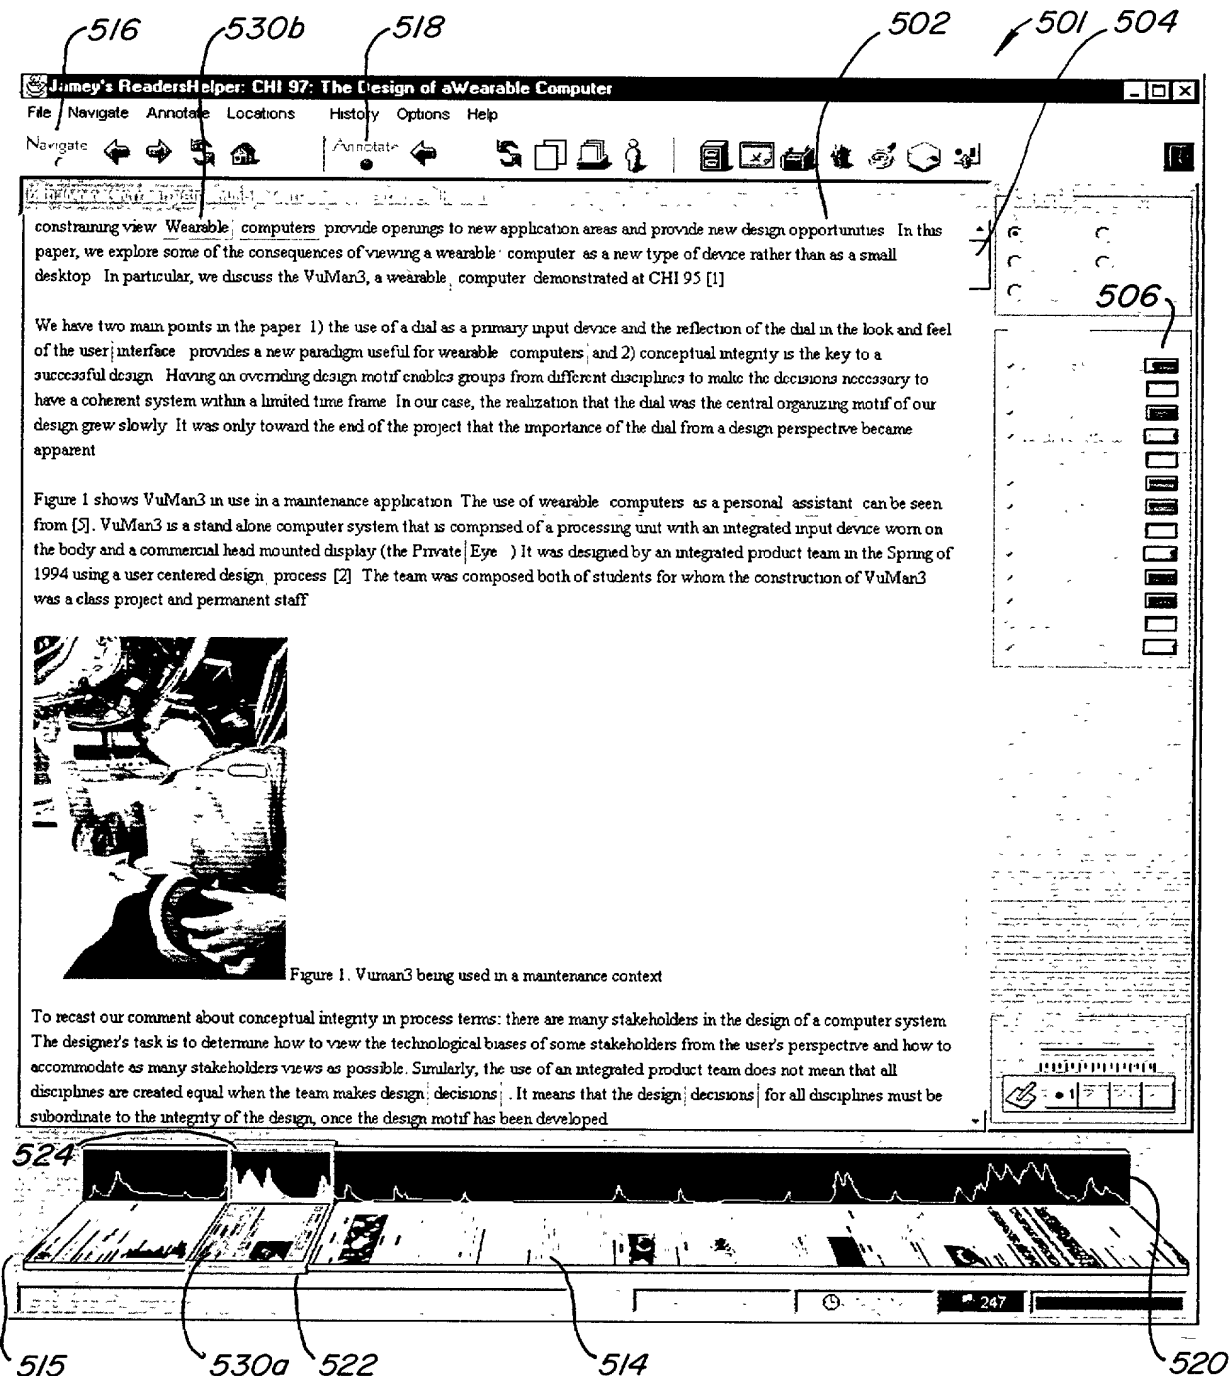 516 530b 518 502 501 504
Jamey's ReadersHelper: CHI 97: The Design of aWearable Computer
File Navigate Annotate Locations History Options Help
Navigate Annotate
constraining view Wearable computers provide openings to new application areas and provide new design opportunities In this
paper, we explore some of the consequences of viewing a wearable computer as a new type of device rather than as a small
desktop In particular, we discuss the VuMan3, a wearable computer demonstrated at CHI 95 [1]
506
We have two main points in the paper 1) the use of a dial as a primary input device and the reflection of the dial in the look and feel
of the user interface provides a new paradigm useful for wearable computers and 2) conceptual integrity is the key to a
successful design Having an overriding design motif enables groups from different disciplines to make the decisions necessary to
have a coherent system within a limited time frame In our case, the realization that the dial was the central organizing motif of our
design grew slowly It was only toward the end of the project that the importance of the dial from a design perspective became
apparent
Figure 1 shows VuMan3 in use in a maintenance application The use of wearable computers as a personal assistant can be seen
from [5]. VuMan3 is a stand alone computer system that is comprised of a processing unit with an integrated input device worn on
the body and a commercial head mounted display (the Private Eye ) It was designed by an integrated product team in the Spring of
1994 using a user centered design process [2] The team was composed both of students for whom the construction of VuMan3
was a class project and permanent staff
Figure 1. Vuman3 being used in a maintenance context
To recast our comment about conceptual integrity in process terms: there are many stakeholders in the design of a computer system
The designer's task is to determine how to view the technological biases of some stakeholders from the user's perspective and how to
accommodate as many stakeholders views as possible. Similarly, the use of an integrated product team does not mean that all
disciplines are created equal when the team makes design decisions . It means that the design decisions for all disciplines must be
subordinate to the integrity of the design, once the design motif has been developed
1
524
247
515 530a 522 514 520